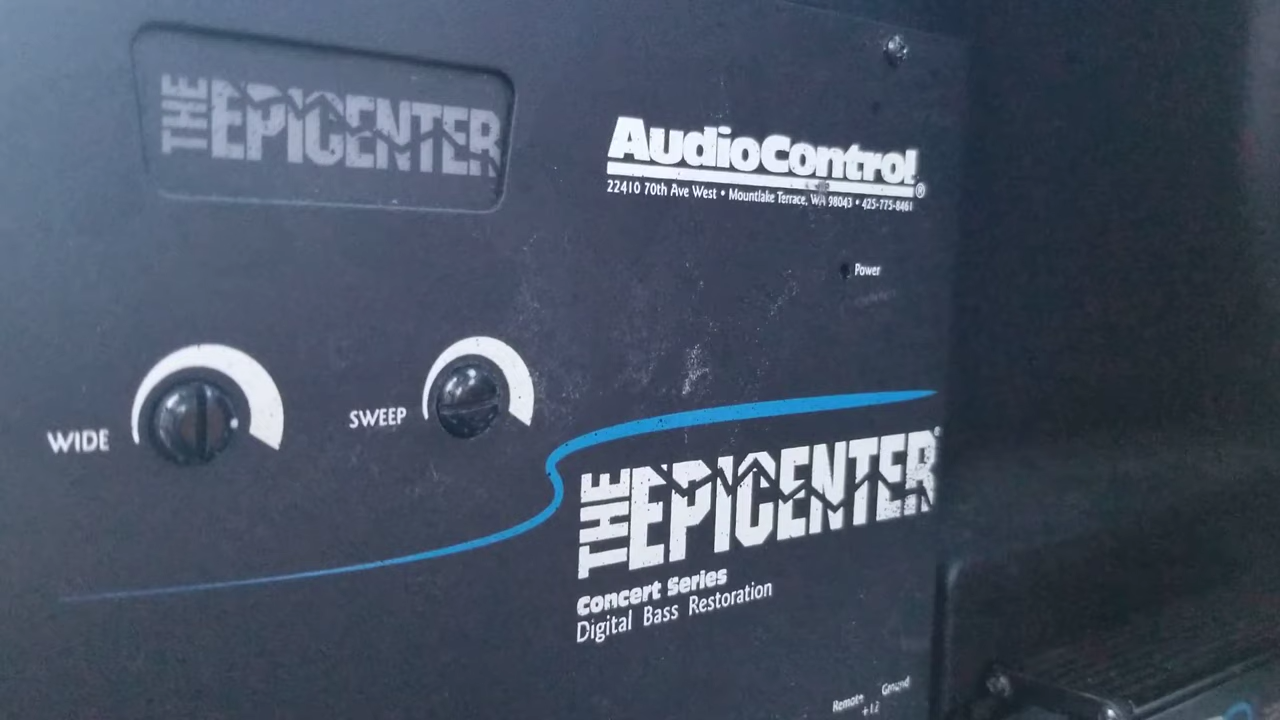 THE EPICENTER
AudioControl®
22410 70th Ave West • Mountlake Terrace, WA 98043 • 425-775-8461
Power
WIDE
SWEEP
THE EPICENTER
Concert Series
Digital Bass Restoration
Remote Ground
+12